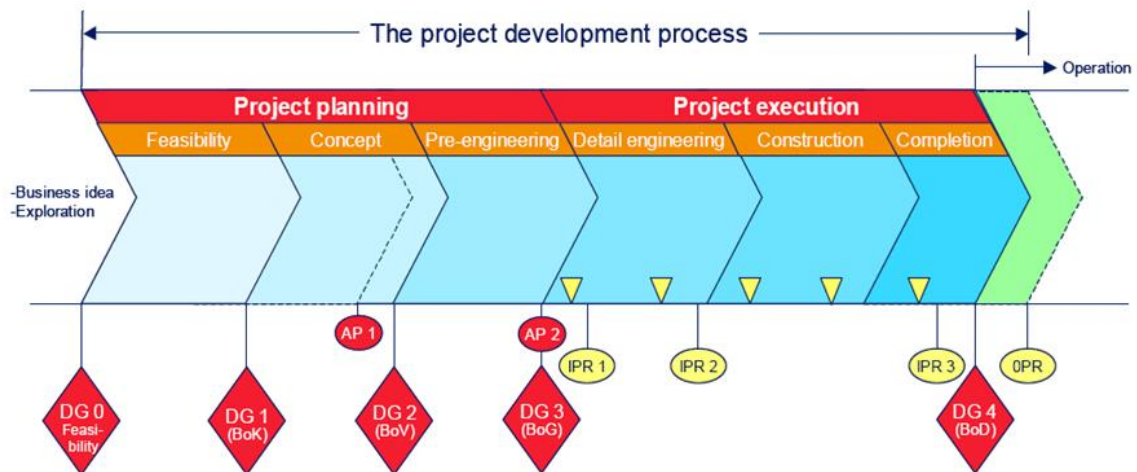 The project development process
Operation
Project planning
Project execution
Feasibility
Concept
Pre-engineering
Detail engineering
Construction
Completion
-Business idea
-Exploration
AP 1
AP 2
IPR 1
IPR 2
IPR 3
0PR
DG 0
Feasi-
bility
DG 1
(BoK)
DG 2
(BoV)
DG 3
(BoG)
DG 4
(BoD)